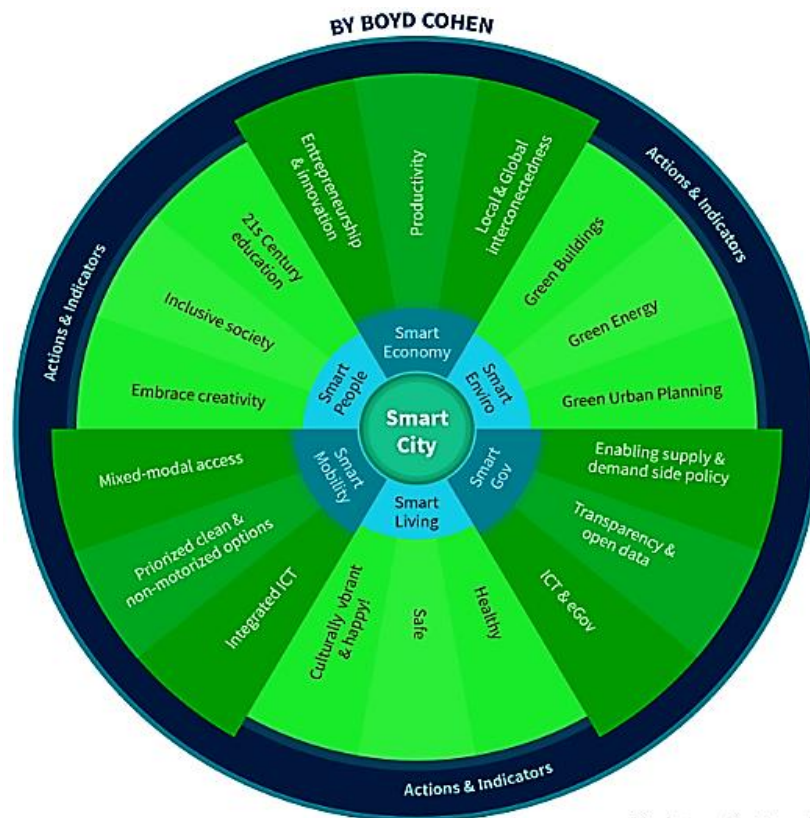 BY BOYD COHEN
Actions & Indicators
Entrepreneurship
& innovation
Productivity
Local & Global
interconectedness
Actions & Indicators
21s Century
education
Inclusive society
Embrace creativity
Green Buildings
Green Energy
Green Urban Planning
Smart
Economy
Smart
People
Smart
Enviro
Smart
City
Smart
Mobility
Smart
Living
Smart
Gov
Mixed-modal access
Priorized clean &
non-motorized options
Integrated ICT
Culturally vibrant
& happy!
Safe
Healthy
Enabling supply &
demand side policy
Transparency &
open data
ICT & eGov
Actions & Indicators